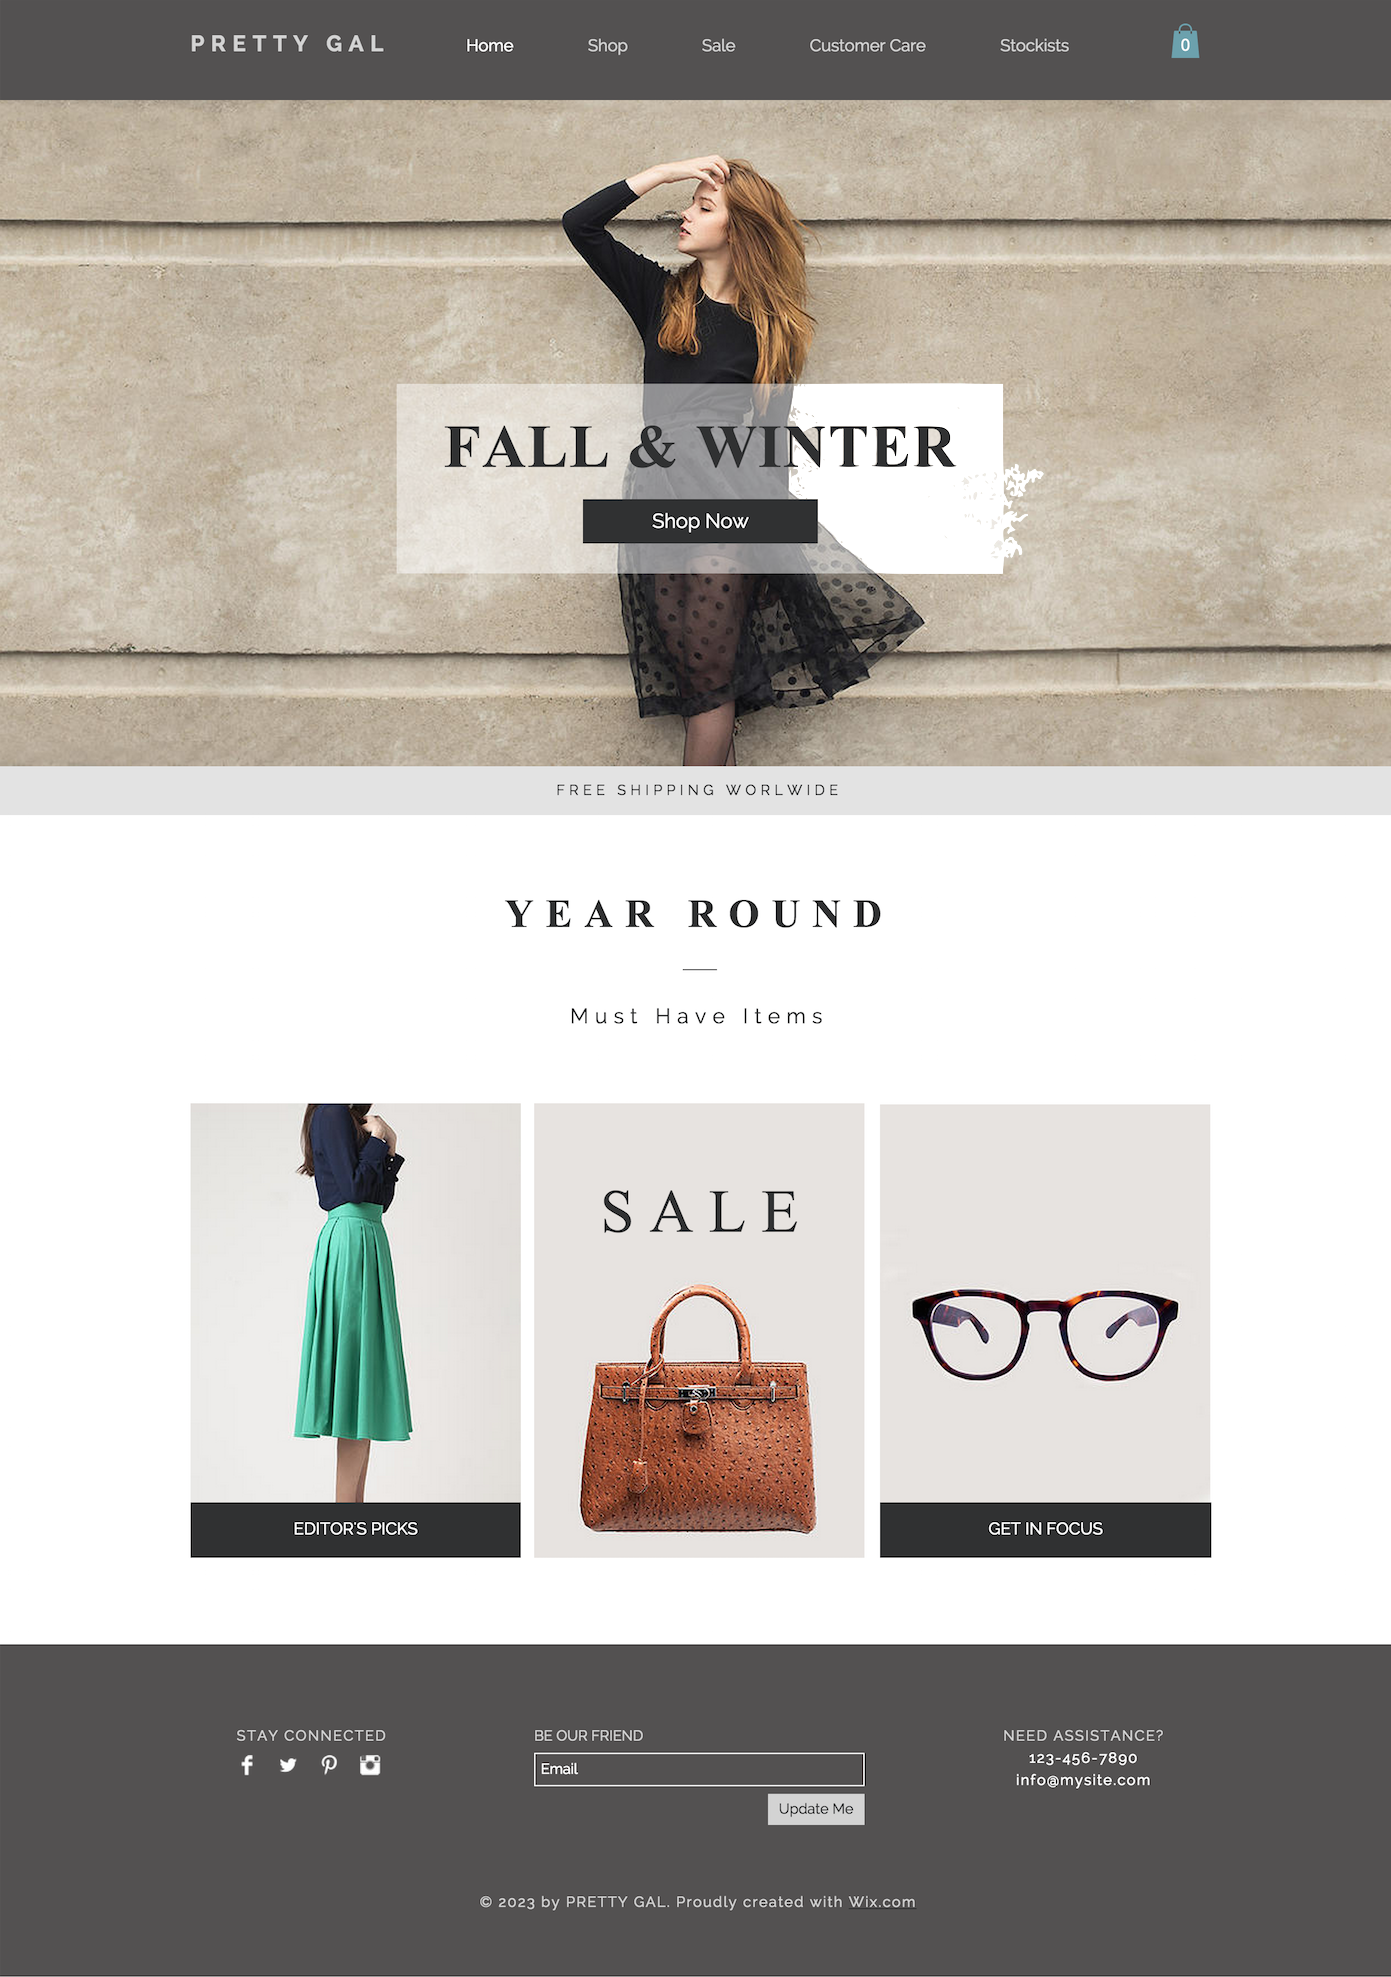 PRETTY GAL
Home Shop Sale Customer Care Stockists
0
FALL & WINTER
Shop Now
FREE SHIPPING WORLWIDE
YEAR ROUND
Must Have Items
SALE
EDITOR'S PICKS
GET IN FOCUS
STAY CONNECTED
BE OUR FRIEND
Email
Update Me
NEED ASSISTANCE?
123-456-7890
info@mysite.com
© 2023 by PRETTY GAL. Proudly created with Wix.com